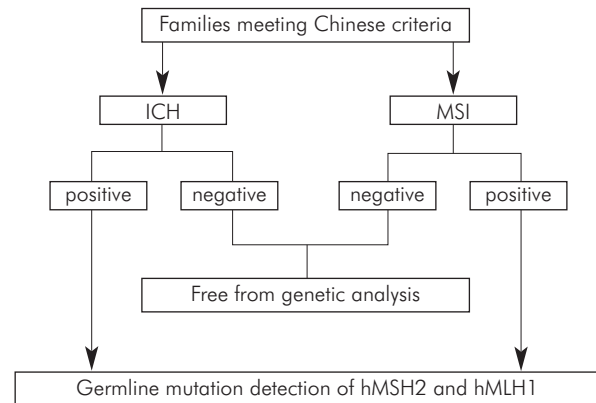 Families meeting Chinese criteria
ICH
MSI
positive
negative
negative
positive
Free from genetic analysis
Germline mutation detection of hMSH2 and hMLH1